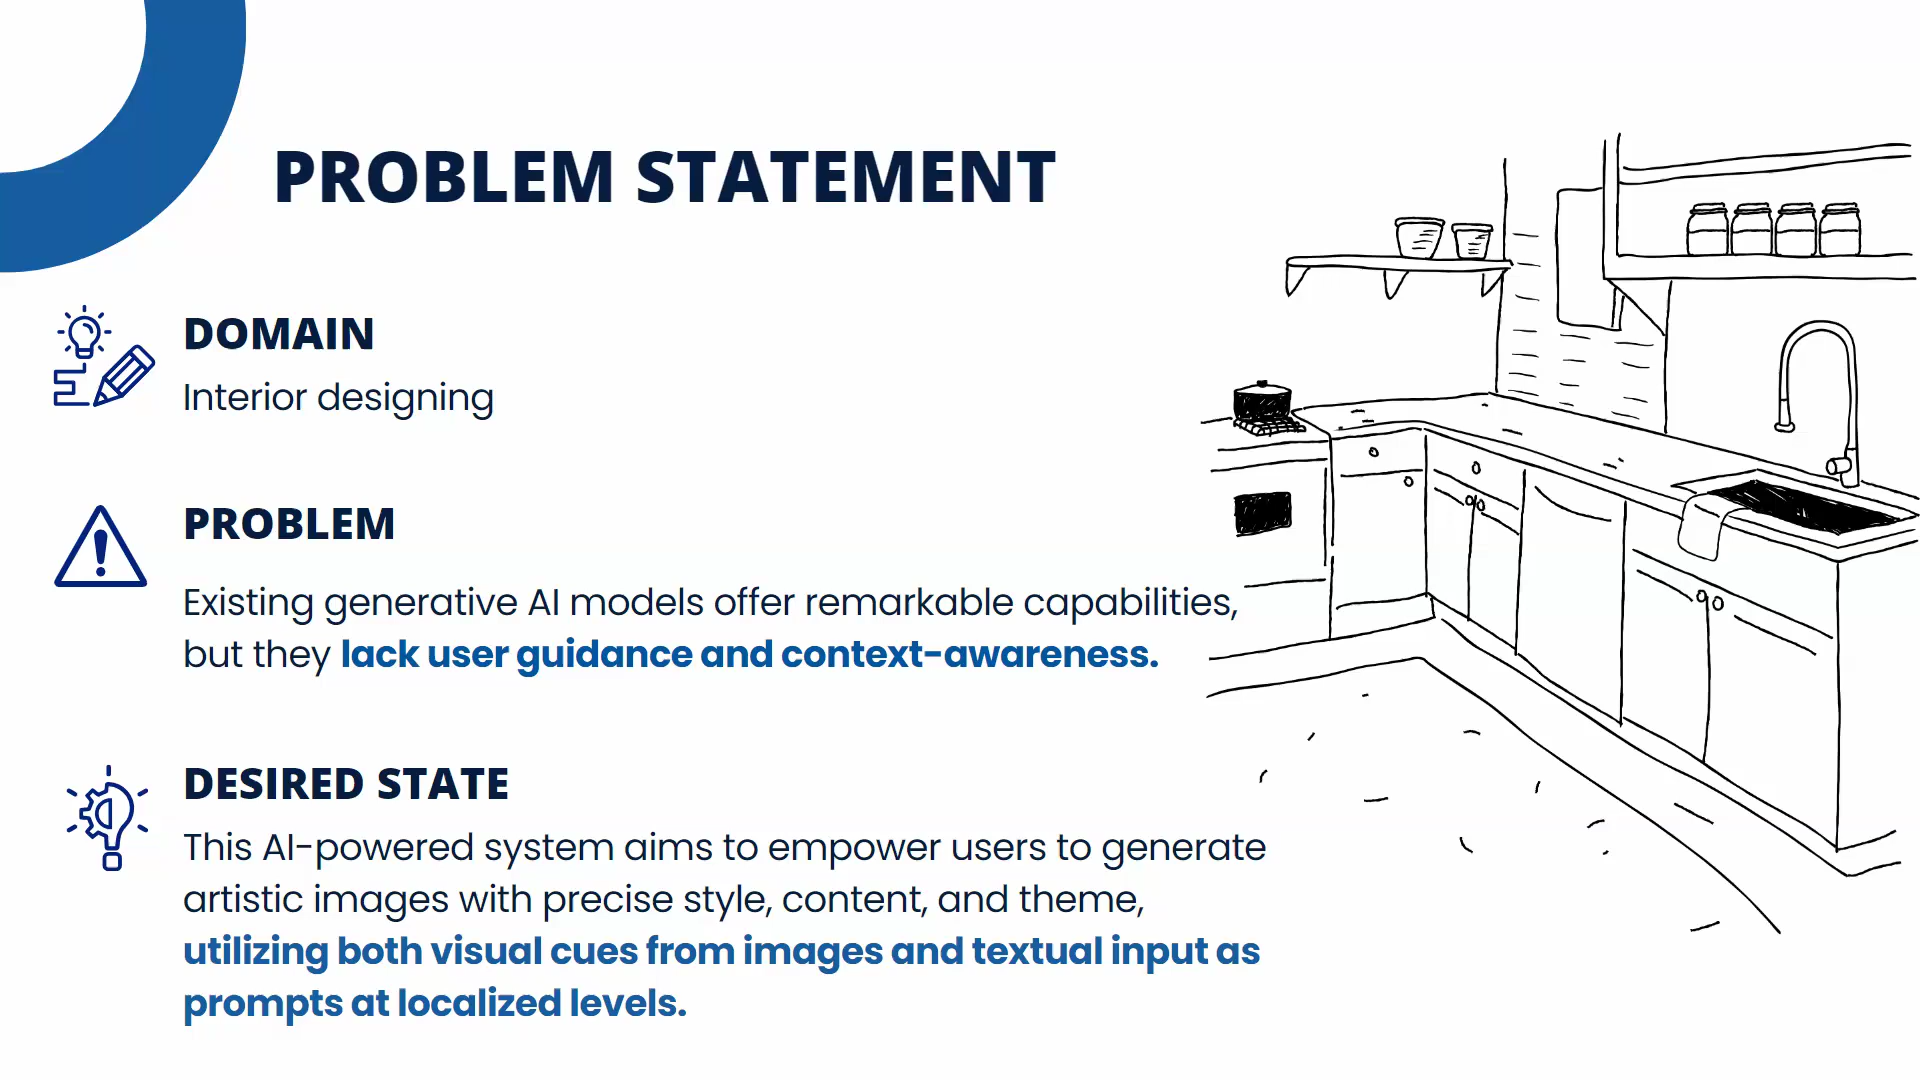 PROBLEM STATEMENT
DOMAIN
Interior designing
PROBLEM
Existing generative AI models offer remarkable capabilities,
but they lack user guidance and context-awareness.
DESIRED STATE
This AI-powered system aims to empower users to generate
artistic images with precise style, content, and theme,
utilizing both visual cues from images and textual input as
prompts at localized levels.